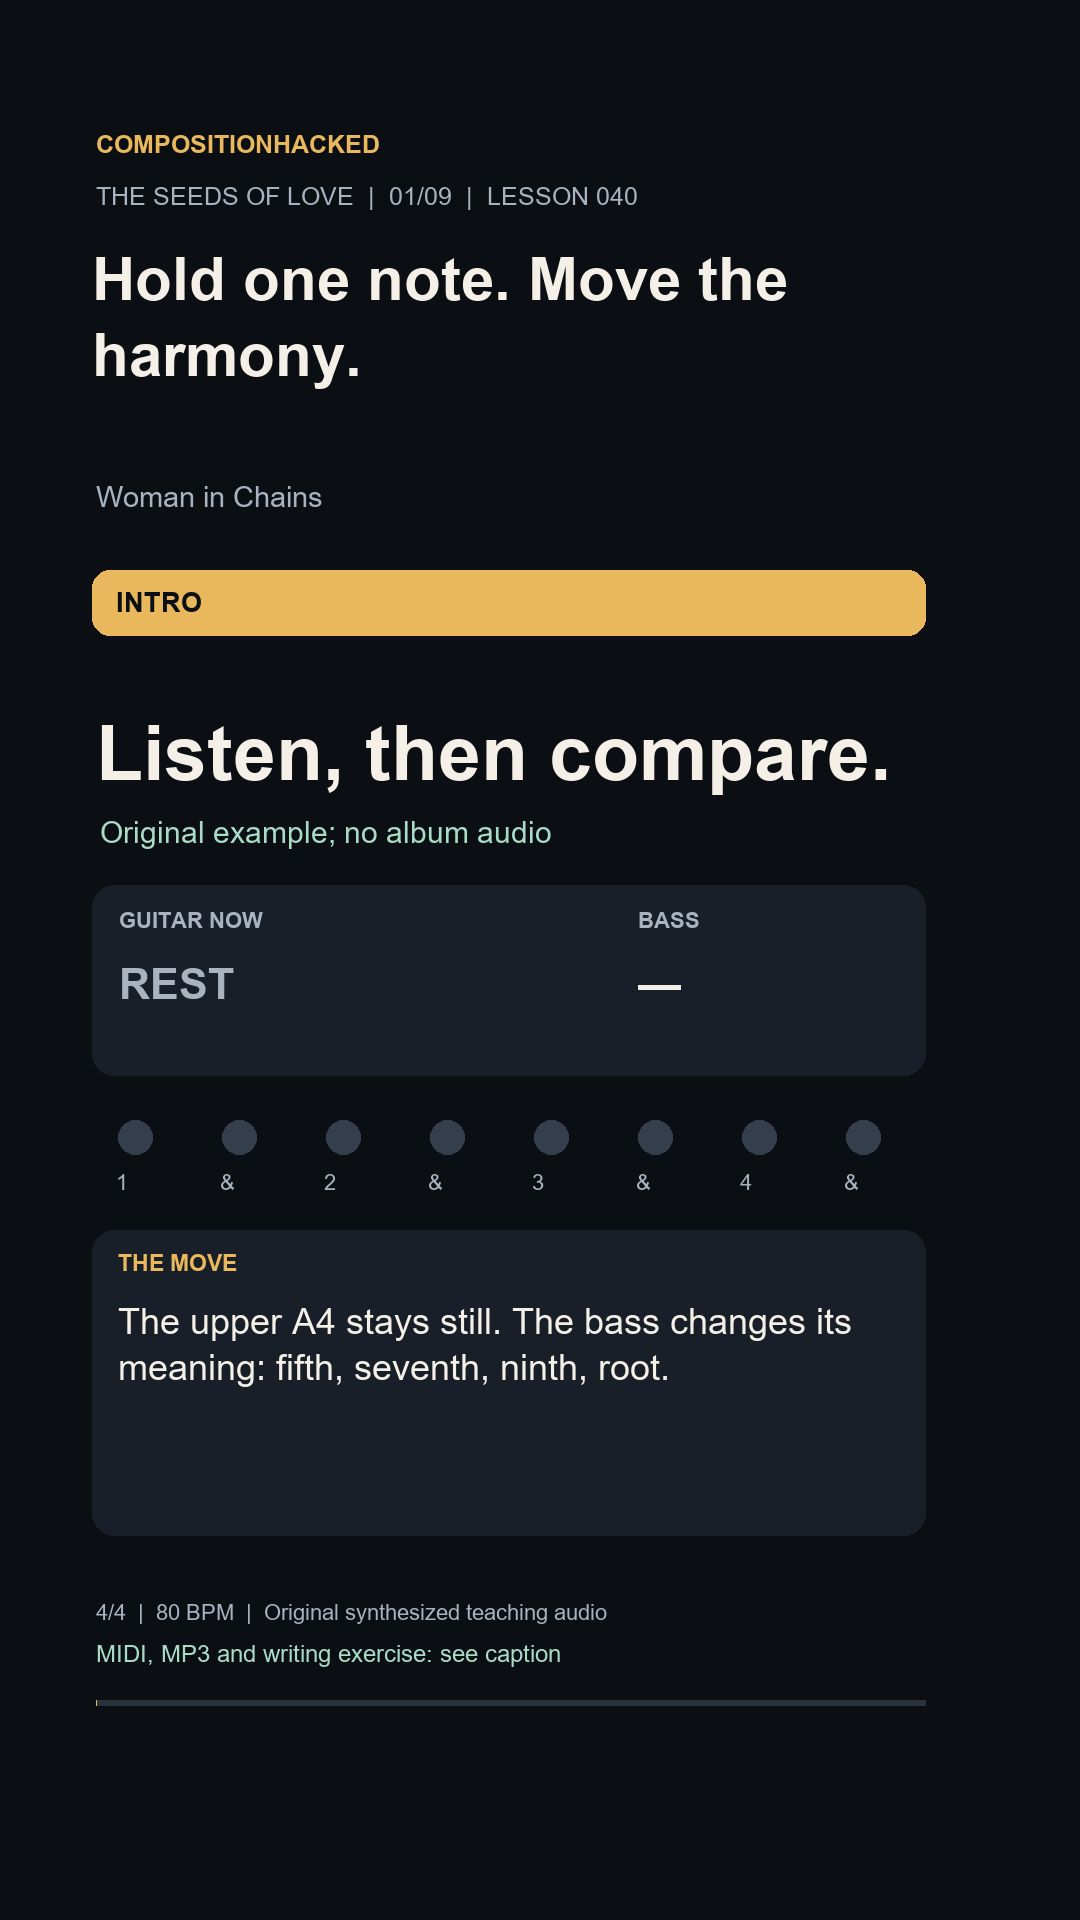 COMPOSITIONHACKED
THE SEEDS OF LOVE | 01/09 | LESSON 040
Hold one note. Move the
harmony.
Woman in Chains
INTRO
Listen, then compare.
Original example; no album audio
GUITAR NOW BASS
REST —
1 & 2 & 3 & 4 &
THE MOVE
The upper A4 stays still. The bass changes its
meaning: fifth, seventh, ninth, root.
4/4 | 80 BPM | Original synthesized teaching audio
MIDI, MP3 and writing exercise: see caption